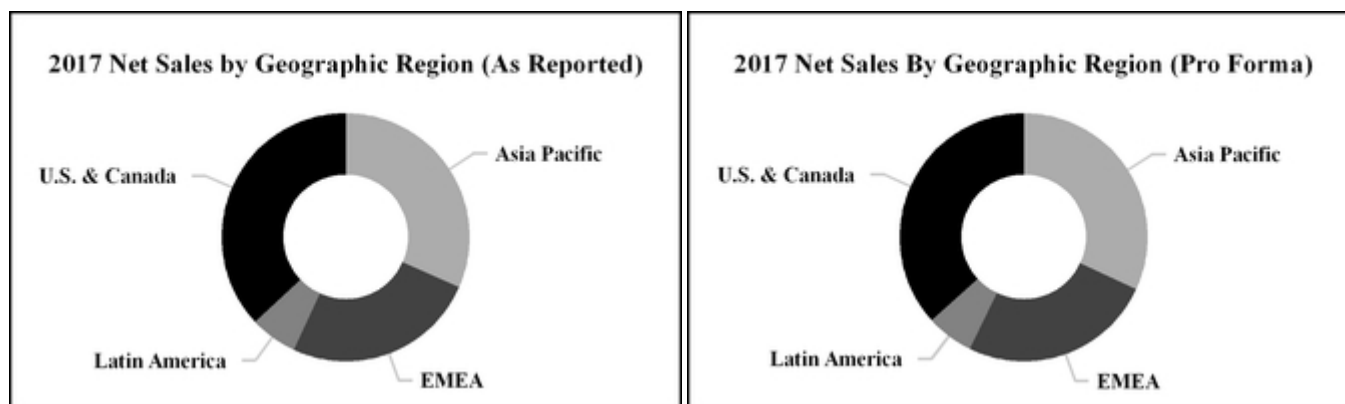 2017 Net Sales by Geographic Region (As Reported)
Asia Pacific
U.S. & Canada
Latin America
EMEA
2017 Net Sales By Geographic Region (Pro Forma)
Asia Pacific
U.S. & Canada
Latin America
EMEA